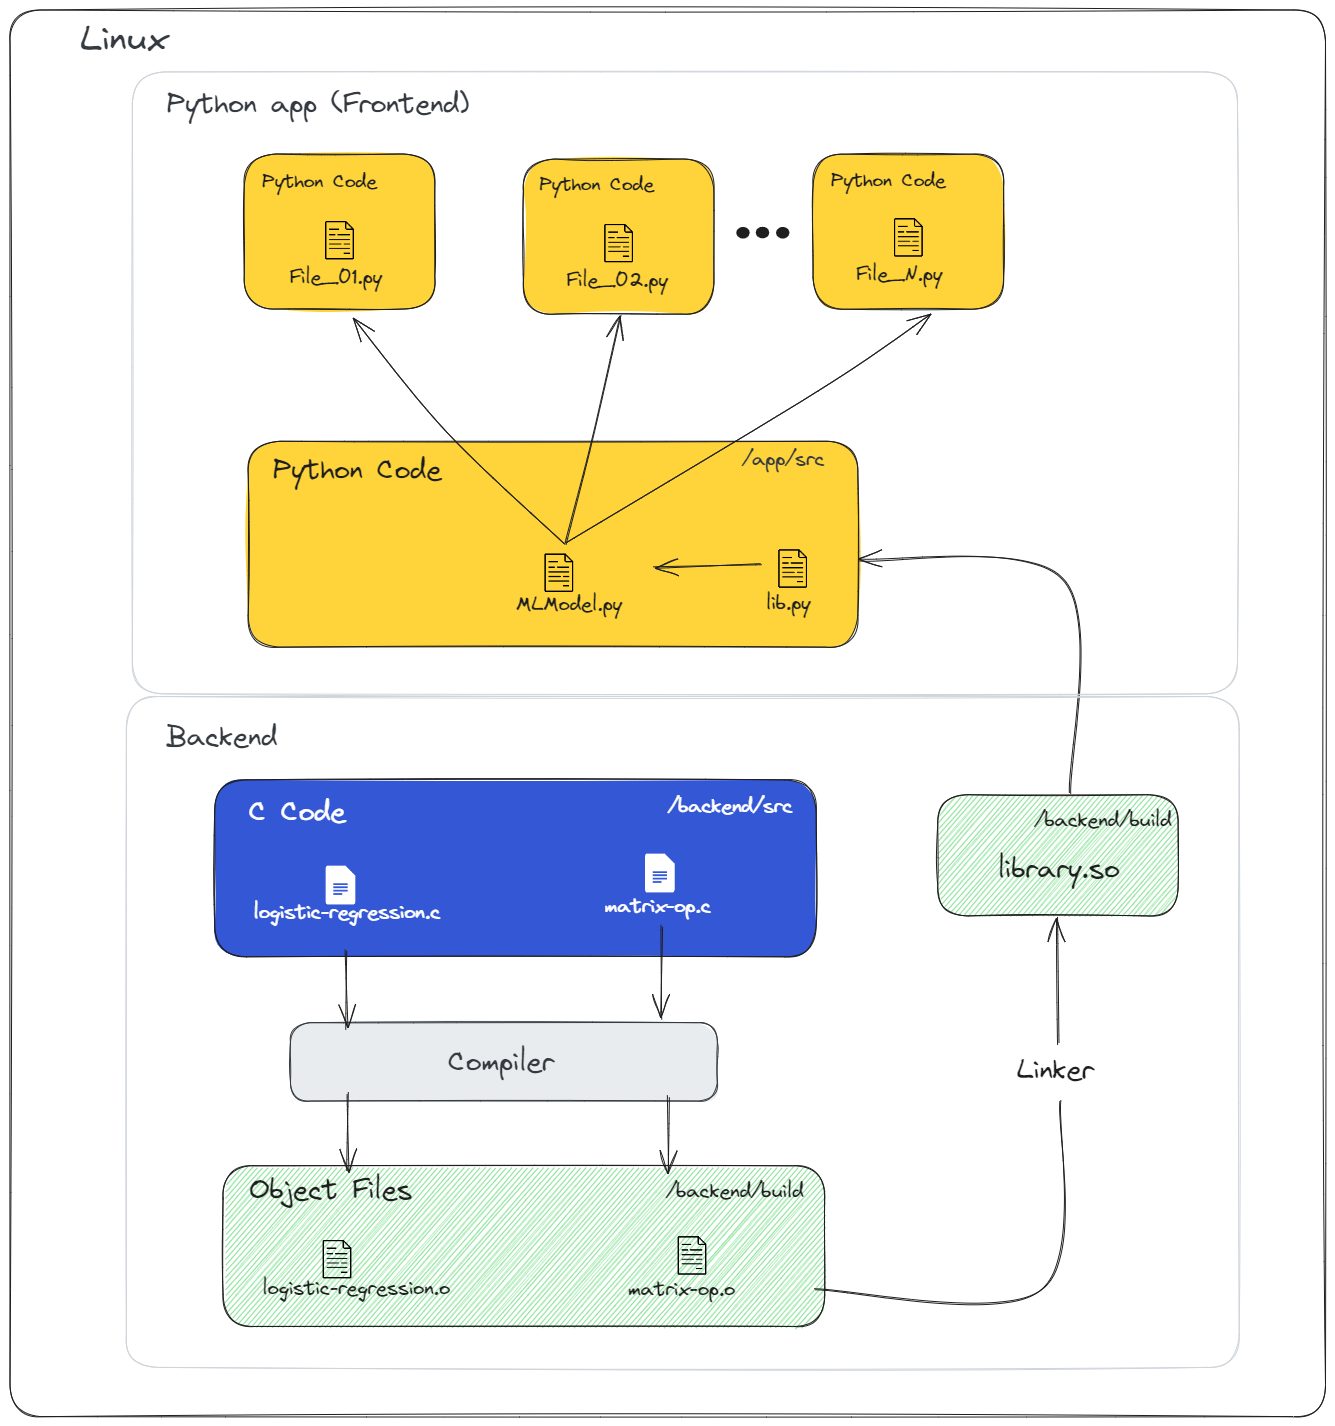 Linux
Python app (Frontend)
Python Code
File_01.py
Python Code
File_02.py
Python Code
File_N.py
Python Code
/app/src
MLModel.py
lib.py
Backend
C Code
/backend/src
logistic-regression.c
matrix-op.c
/backend/build
library.so
Compiler
Linker
Object Files
/backend/build
logistic-regression.o
matrix-op.o